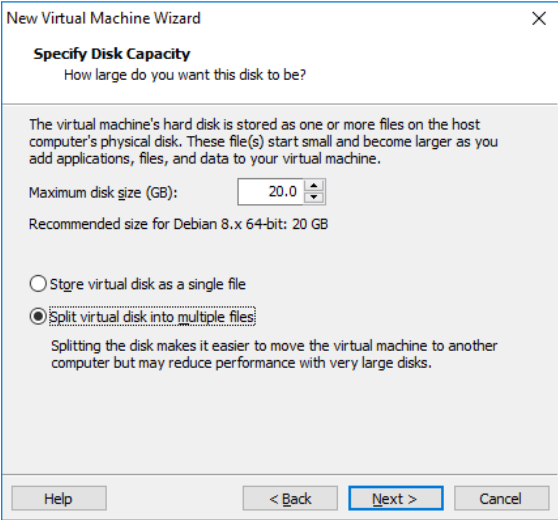 New Virtual Machine Wizard
Specify Disk Capacity
How large do you want this disk to be?
The virtual machine's hard disk is stored as one or more files on the host
computer's physical disk. These file(s) start small and become larger as you
add applications, files, and data to your virtual machine.
Maximum disk size (GB): 20.0
Recommended size for Debian 8.x 64-bit: 20 GB
Store virtual disk as a single file
Split virtual disk into multiple files
Splitting the disk makes it easier to move the virtual machine to another
computer but may reduce performance with very large disks.
Help < Back Next > Cancel